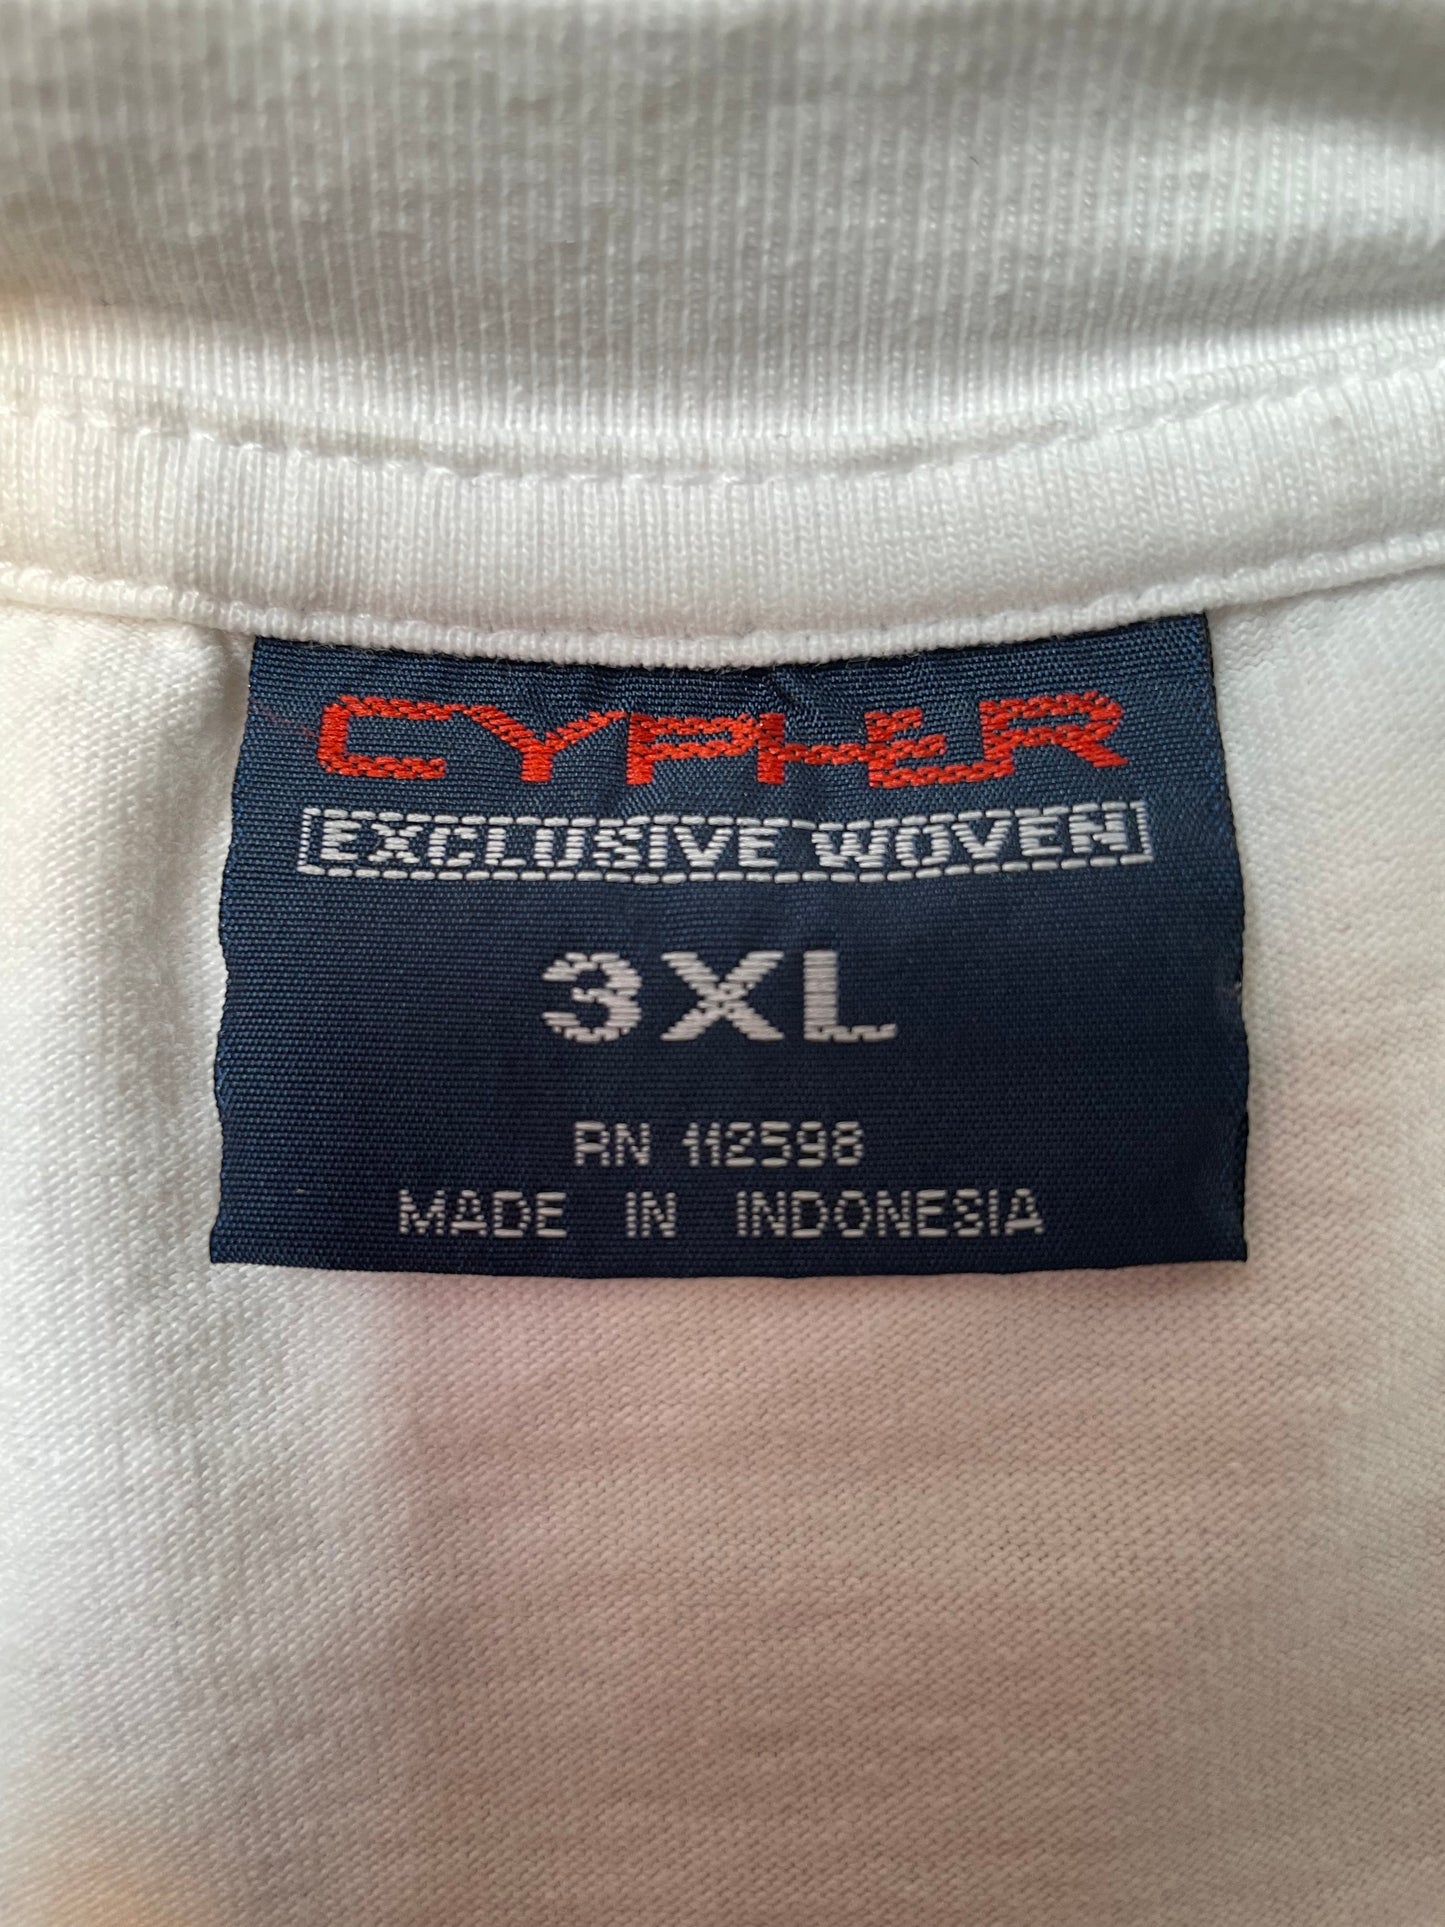 CYPHER
EXCLUSIVE WOVEN
3XL
RN 112598
MADE IN INDONESIA